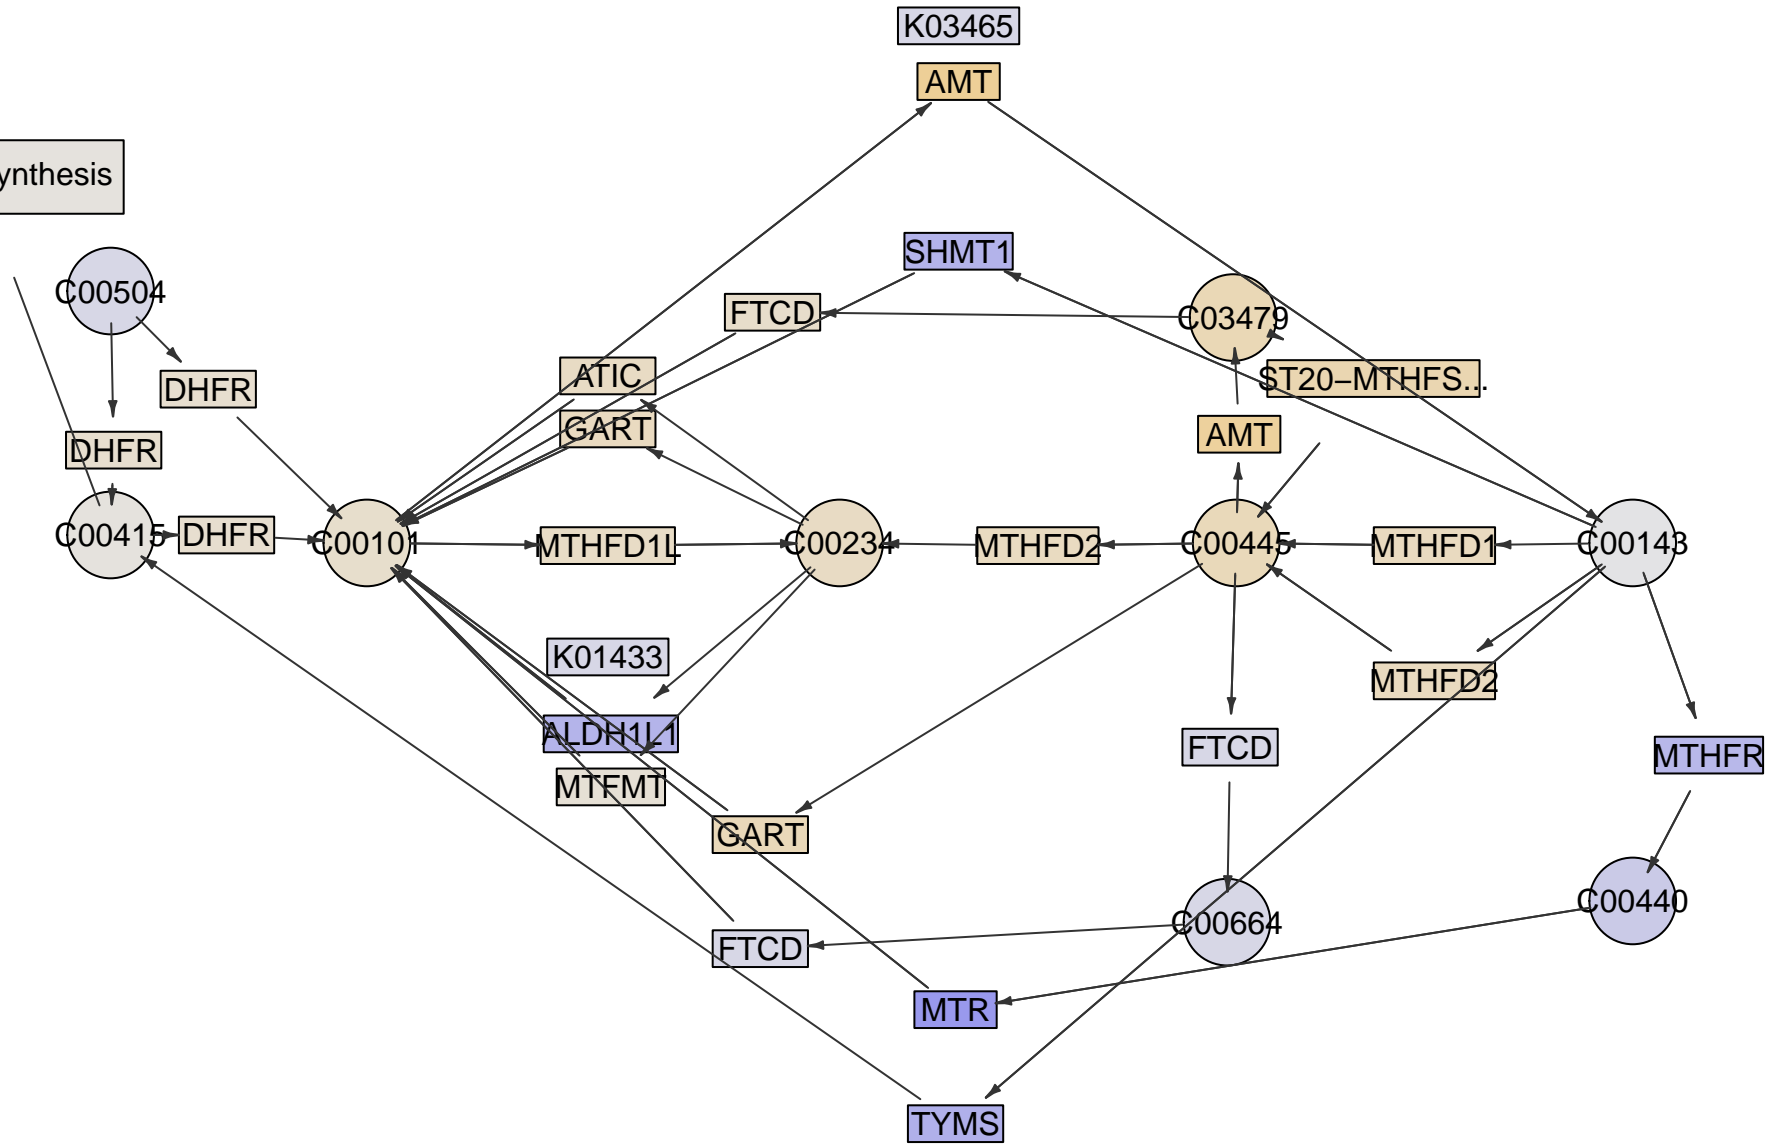 K03465
AMT
ynthesis
SHMT1
C00504
FTCD
C03479
ATIC
ST20−MTHFS...
DHFR
GART
AMT
DHFR
C00415
DHFR
C00101
MTHFD1L
C00234
MTHFD2
C00445
MTHFD1
C00143
K01433
MTHFD2
ALDH1L1
FTCD
MTHFR
MTFMT
GART
C00440
C00664
FTCD
MTR
TYMS